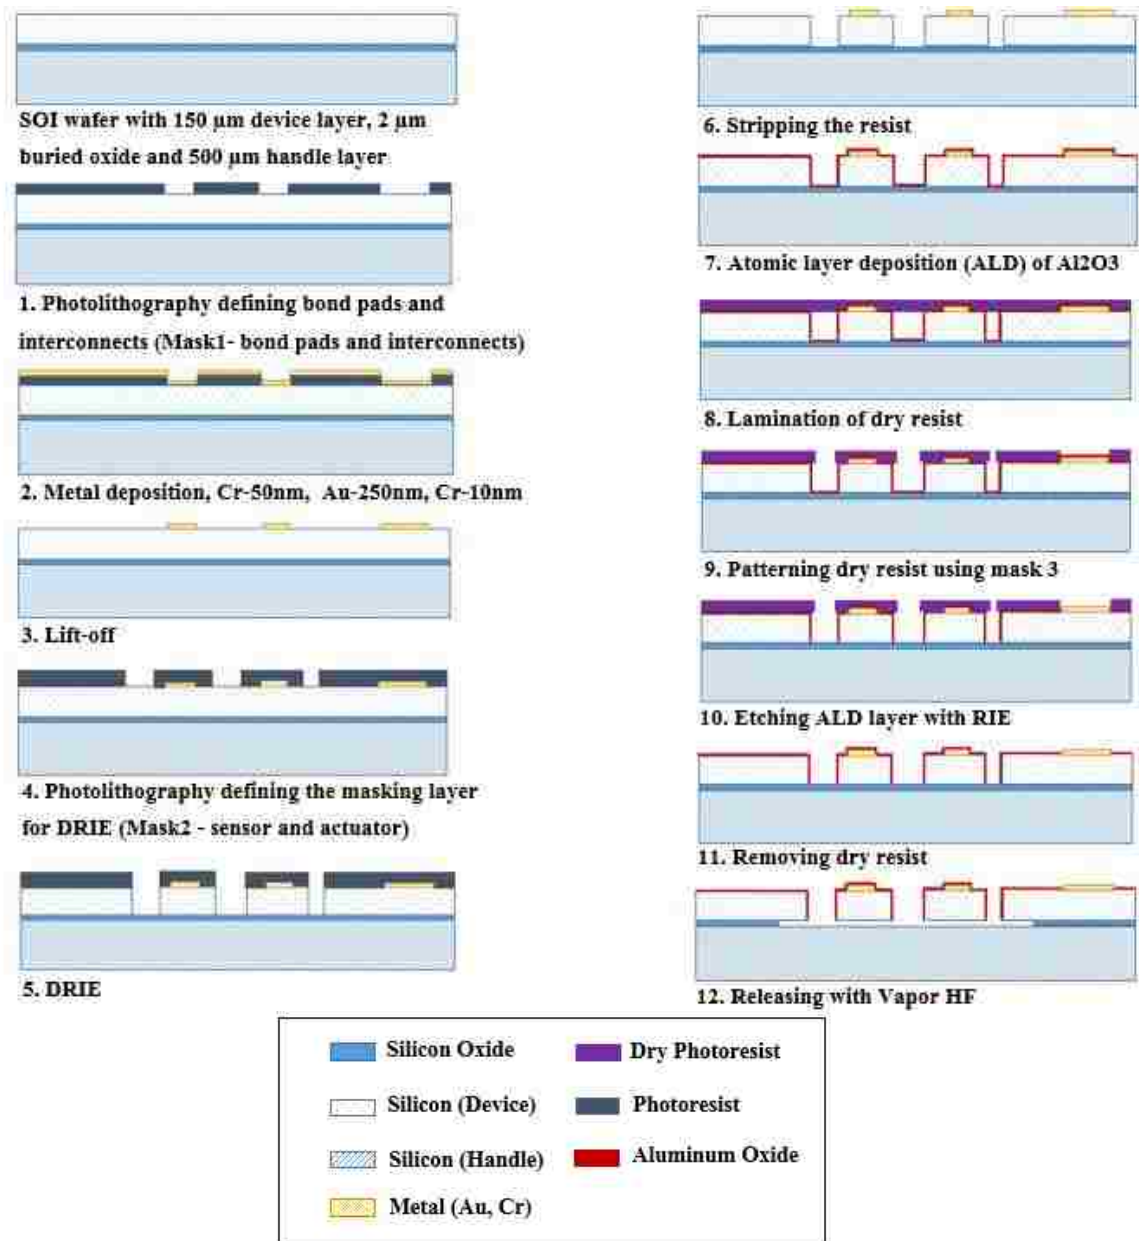 SOI wafer with 150 µm device layer, 2 µm
buried oxide and 500 µm handle layer
1. Photolithography defining bond pads and
interconnects (Mask1- bond pads and interconnects)
2. Metal deposition, Cr-50nm, Au-250nm, Cr-10nm
3. Lift-off
4. Photolithography defining the masking layer
for DRIE (Mask2 - sensor and actuator)
5. DRIE
6. Stripping the resist
7. Atomic layer deposition (ALD) of Al2O3
8. Lamination of dry resist
9. Patterning dry resist using mask 3
10. Etching ALD layer with RIE
11. Removing dry resist
12. Releasing with Vapor HF
Silicon Oxide
Dry Photoresist
Silicon (Device)
Photoresist
Silicon (Handle)
Aluminum Oxide
Metal (Au, Cr)